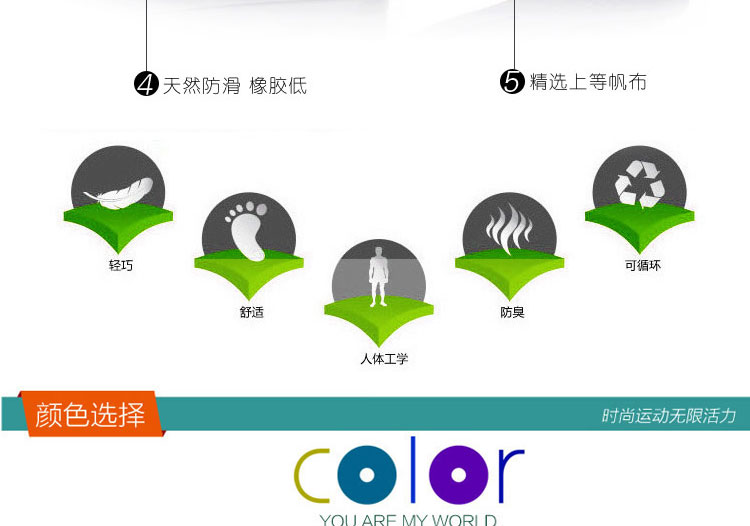 4 天然防滑 橡胶低
5 精选上等帆布
轻巧
舒适
人体工学
防臭
可循环
颜色选择
时尚运动无限活力
color
YOU ARE MY WORLD